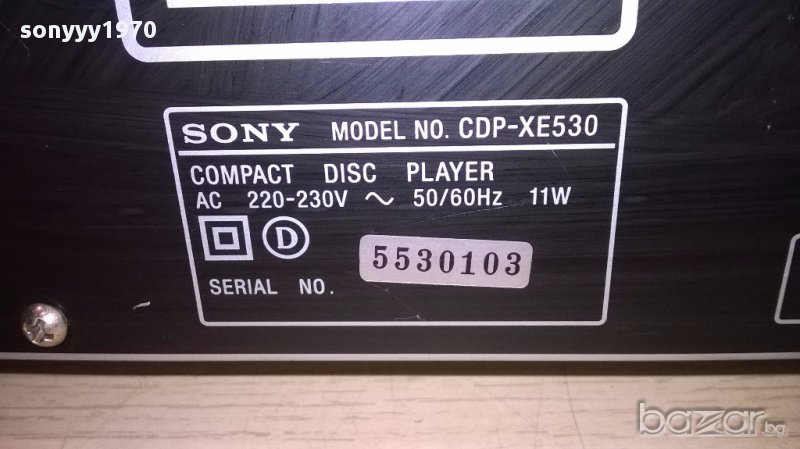 sonyyy1970
SONY MODEL NO. CDP-XE530
COMPACT DISC PLAYER
AC 220-230V ~ 50/60Hz 11W
D
5530103
SERIAL NO.
bazar.bg